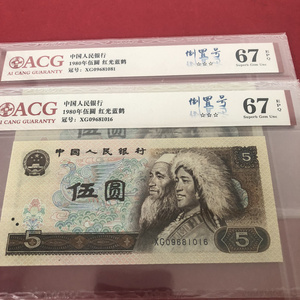 ACG
AI CANG GUARANTY
中国人民银行
1980年伍圆 红光蓝鹤
冠号: XG09681081
倒置号
☆☆☆
67 EPQ
Superb Gem Unc
ACG
AI CANG GUARANTY
中国人民银行
1980年伍圆 红光蓝鹤
冠号: XG09681016
倒置号
☆☆☆
67 EPQ
Superb Gem Unc
中国人民银行
5
伍圆
XG09681016
5
5